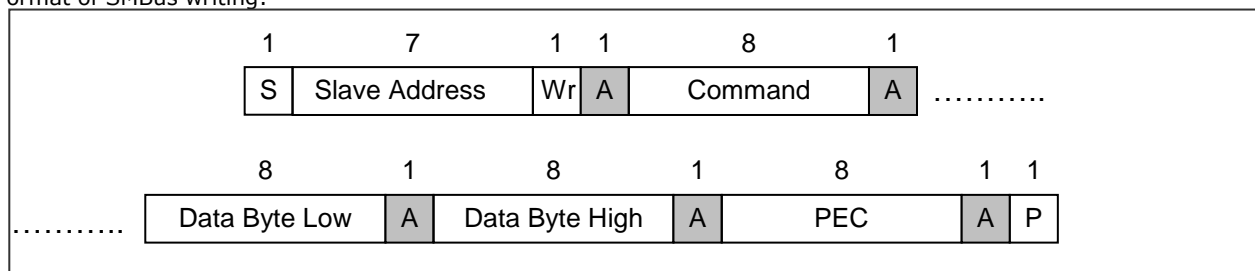 ormat of SMBus writing:
1 7 1 1 8 1
S Slave Address Wr A Command A ...........
8 1 8 1 8 1 1
........... Data Byte Low A Data Byte High A PEC A P